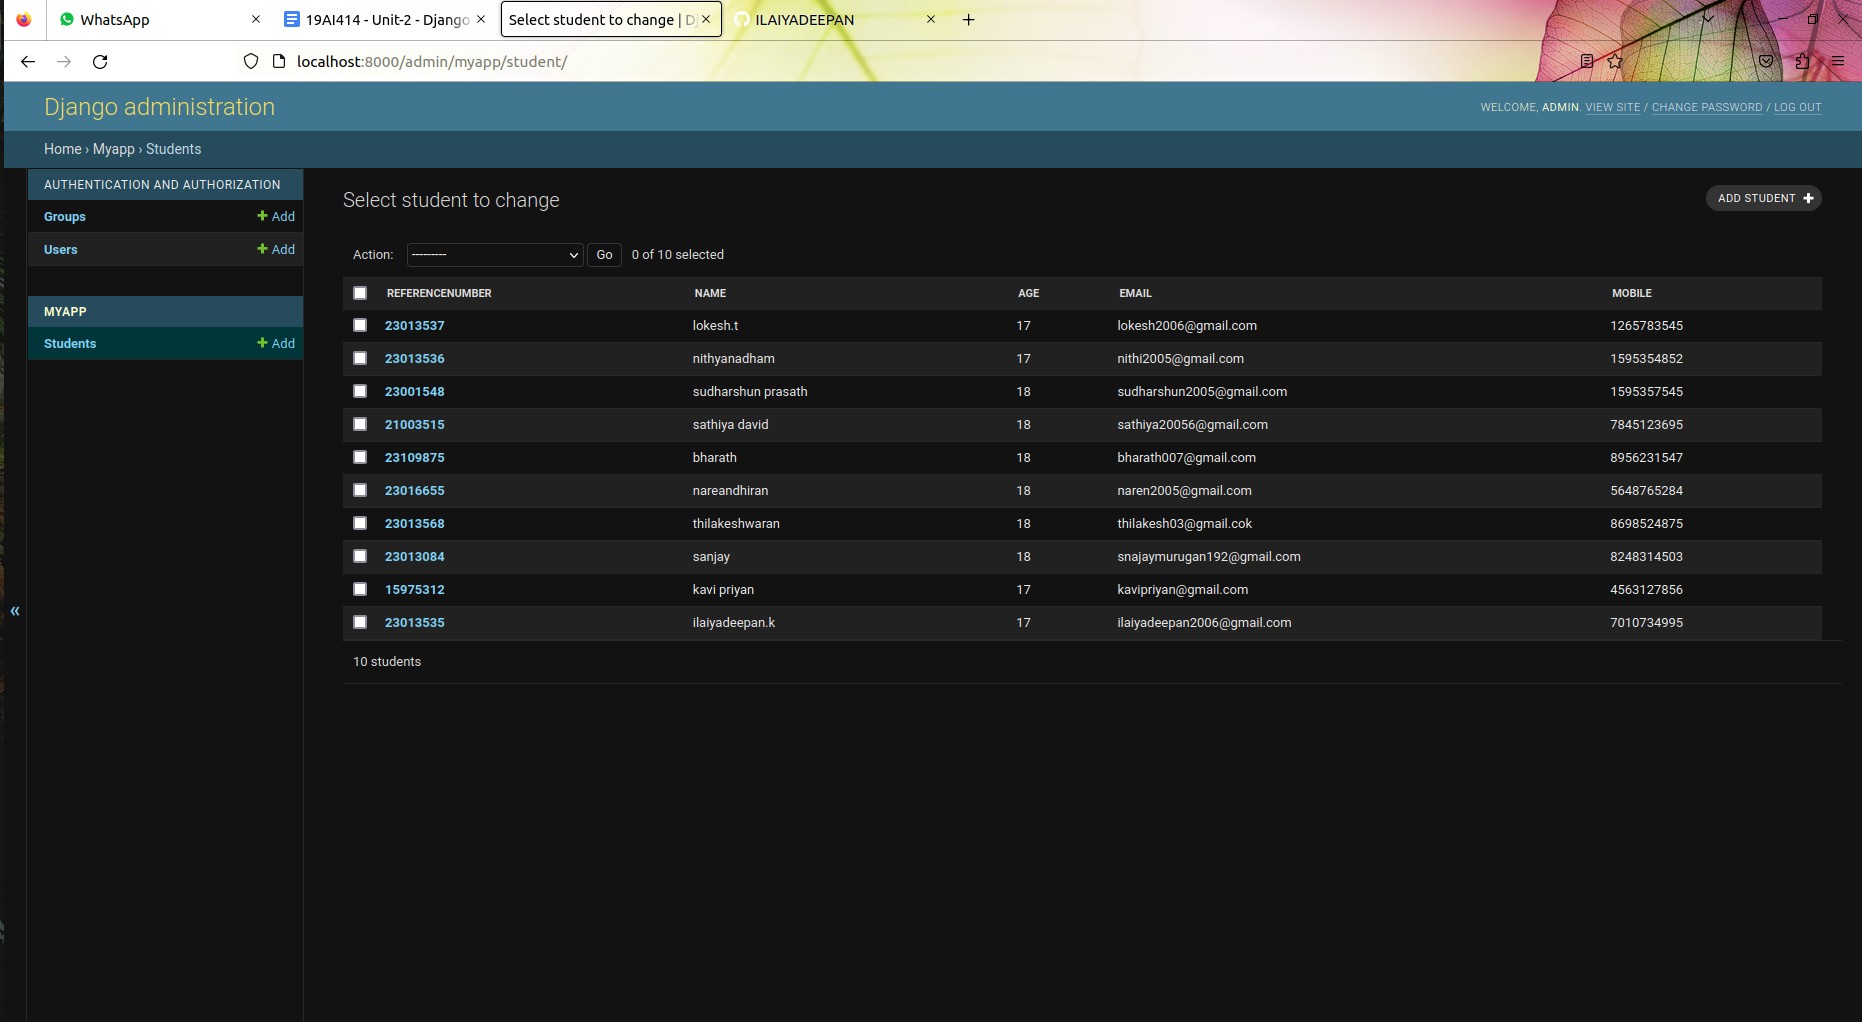 WhatsApp
19AI414 - Unit-2 - Django
Select student to change | Dj
ILAIYADEEPAN
localhost:8000/admin/myapp/student/
Django administration
WELCOME, ADMIN. VIEW SITE / CHANGE PASSWORD / LOG OUT
Home › Myapp › Students
AUTHENTICATION AND AUTHORIZATION
Groups + Add
Users + Add
MYAPP
Students + Add
«
Select student to change
ADD STUDENT +
Action: --------- Go 0 of 10 selected
REFERENCENUMBER NAME AGE EMAIL MOBILE
23013537 lokesh.t 17 lokesh2006@gmail.com 1265783545
23013536 nithyanadham 17 nithi2005@gmail.com 1595354852
23001548 sudharshun prasath 18 sudharshun2005@gmail.com 1595357545
21003515 sathiya david 18 sathiya20056@gmail.com 7845123695
23109875 bharath 18 bharath007@gmail.com 8956231547
23016655 nareandhiran 18 naren2005@gmail.com 5648765284
23013568 thilakeshwaran 18 thilakesh03@gmail.cok 8698524875
23013084 sanjay 18 snajaymurugan192@gmail.com 8248314503
15975312 kavi priyan 17 kavipriyan@gmail.com 4563127856
23013535 ilaiyadeepan.k 17 ilaiyadeepan2006@gmail.com 7010734995
10 students